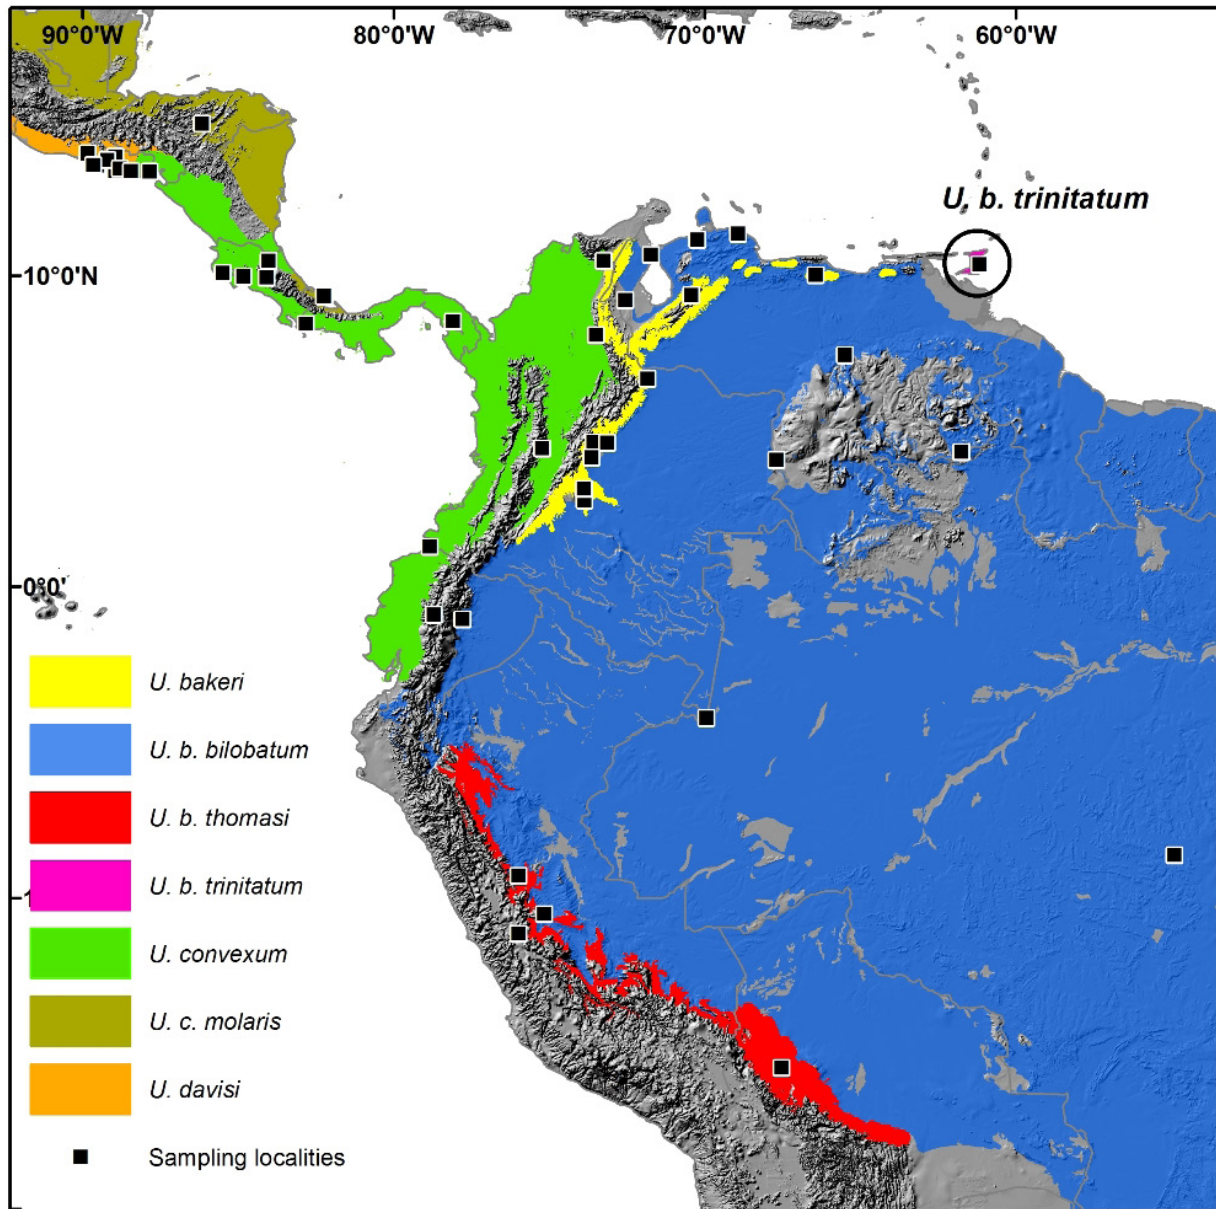 90°0'W 80°0'W 70°0'W 60°0'W
U. b. trinitatum
10°0'N
0°0'
U. bakeri
U. b. bilobatum
U. b. thomasi
U. b. trinitatum
U. convexum
U. c. molaris
U. davisi
Sampling localities